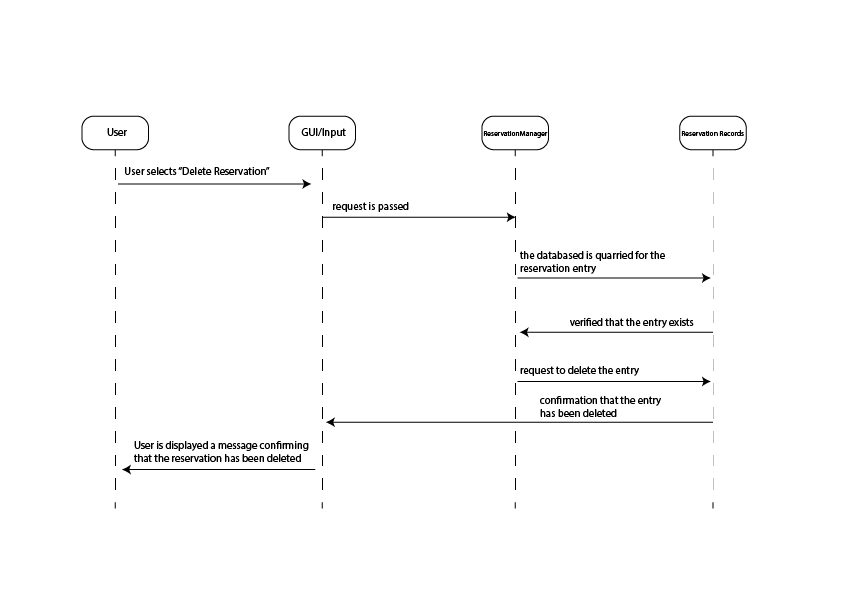 User
GUI/Input
ReservationManager
Reservation Records
User selects "Delete Reservation"
request is passed
the databased is quarried for the
reservation entry
verified that the entry exists
request to delete the entry
confirmation that the entry
has been deleted
User is displayed a message confirming
that the reservation has been deleted